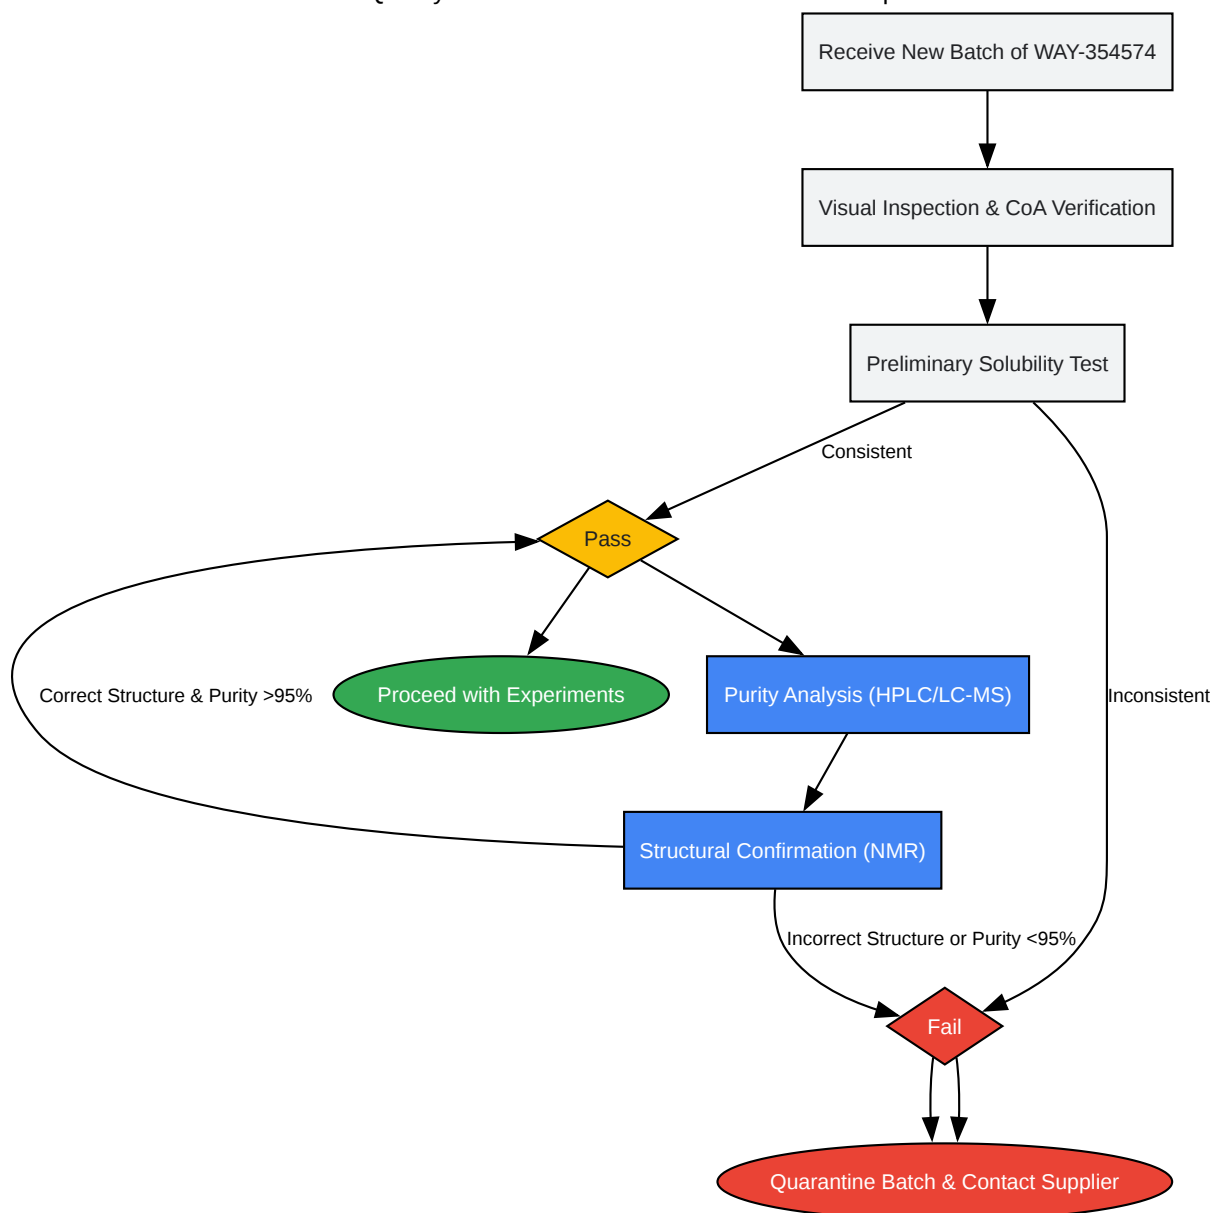 Receive New Batch of WAY-354574
Visual Inspection & CoA Verification
Preliminary Solubility Test
Consistent
Pass
Correct Structure & Purity >95%
Proceed with Experiments
Purity Analysis (HPLC/LC-MS)
Inconsistent
Structural Confirmation (NMR)
Incorrect Structure or Purity <95%
Fail
Quarantine Batch & Contact Supplier